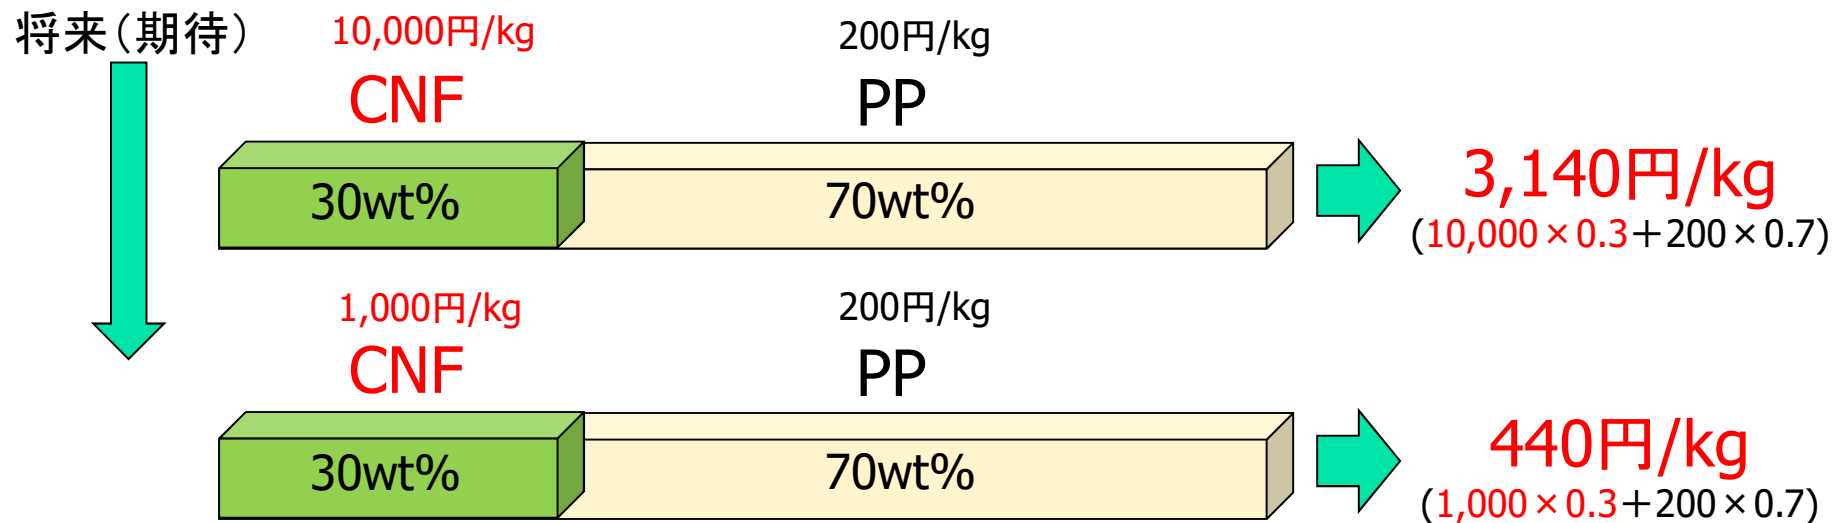 将来（期待）
10,000円/kg
200円/kg
CNF
PP
30wt%
70wt%
3,140円/kg
(10,000×0.3＋200×0.7)
1,000円/kg
200円/kg
CNF
PP
30wt%
70wt%
440円/kg
(1,000×0.3＋200×0.7)